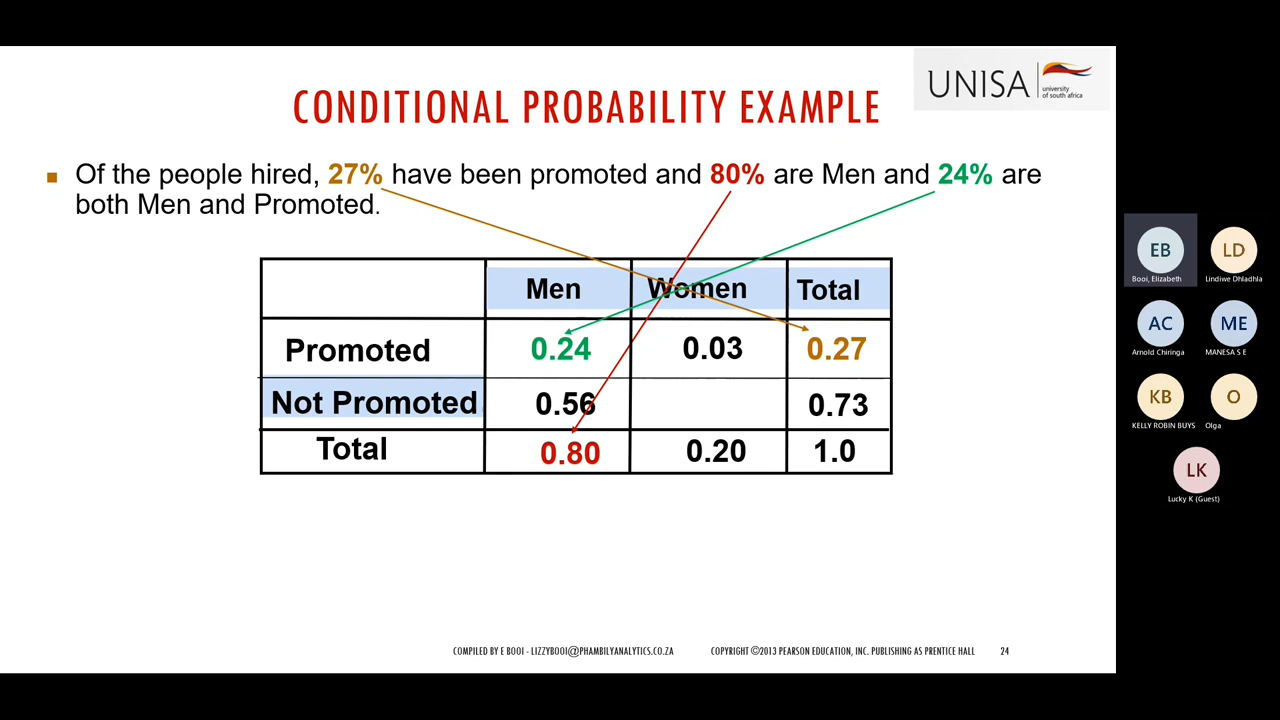 UNISA
university
of south africa
CONDITIONAL PROBABILITY EXAMPLE
Of the people hired, 27% have been promoted and 80% are Men and 24% are
both Men and Promoted.
Men Women Total
Promoted 0.24 0.03 0.27
Not Promoted 0.56 0.73
Total 0.80 0.20 1.0
COMPILED BY E BOOI - LIZZYBOOI@PHAMBILYANALYTICS.CO.ZA COPYRIGHT ©2013 PEARSON EDUCATION, INC. PUBLISHING AS PRENTICE HALL 24
EB LD
Booi, Elizabeth Lindiwe Dhladhla
AC ME
Arnold Chiringa MANESA S E
KB O
KELLY ROBIN BUYS Olga
LK
Lucky K (Guest)